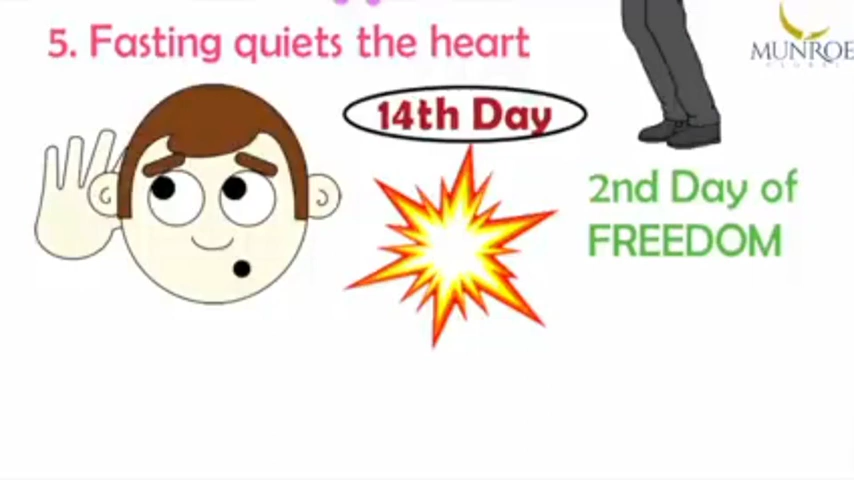 5. Fasting quiets the heart
MUNROE
14th Day
2nd Day of
FREEDOM